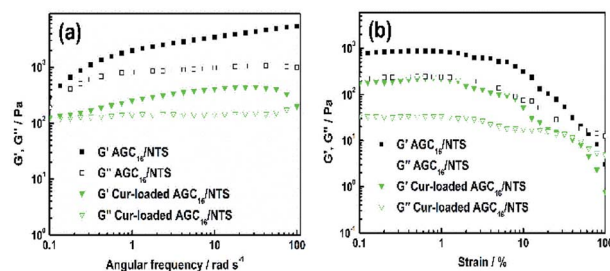 (a)
G', G'' / Pa
10³
10²
10¹
10⁰
G' AGC₁₆/NTS
G'' AGC₁₆/NTS
G' Cur-loaded AGC₁₆/NTS
G'' Cur-loaded AGC₁₆/NTS
0.1 1 10 100
Angular frequency / rad s⁻¹
(b)
G', G'' / Pa
10³
10²
10¹
10⁰
10⁻¹
G' AGC₁₆/NTS
G'' AGC₁₆/NTS
G' Cur-loaded AGC₁₆/NTS
G'' Cur-loaded AGC₁₆/NTS
0.1 1 10 100
Strain / %